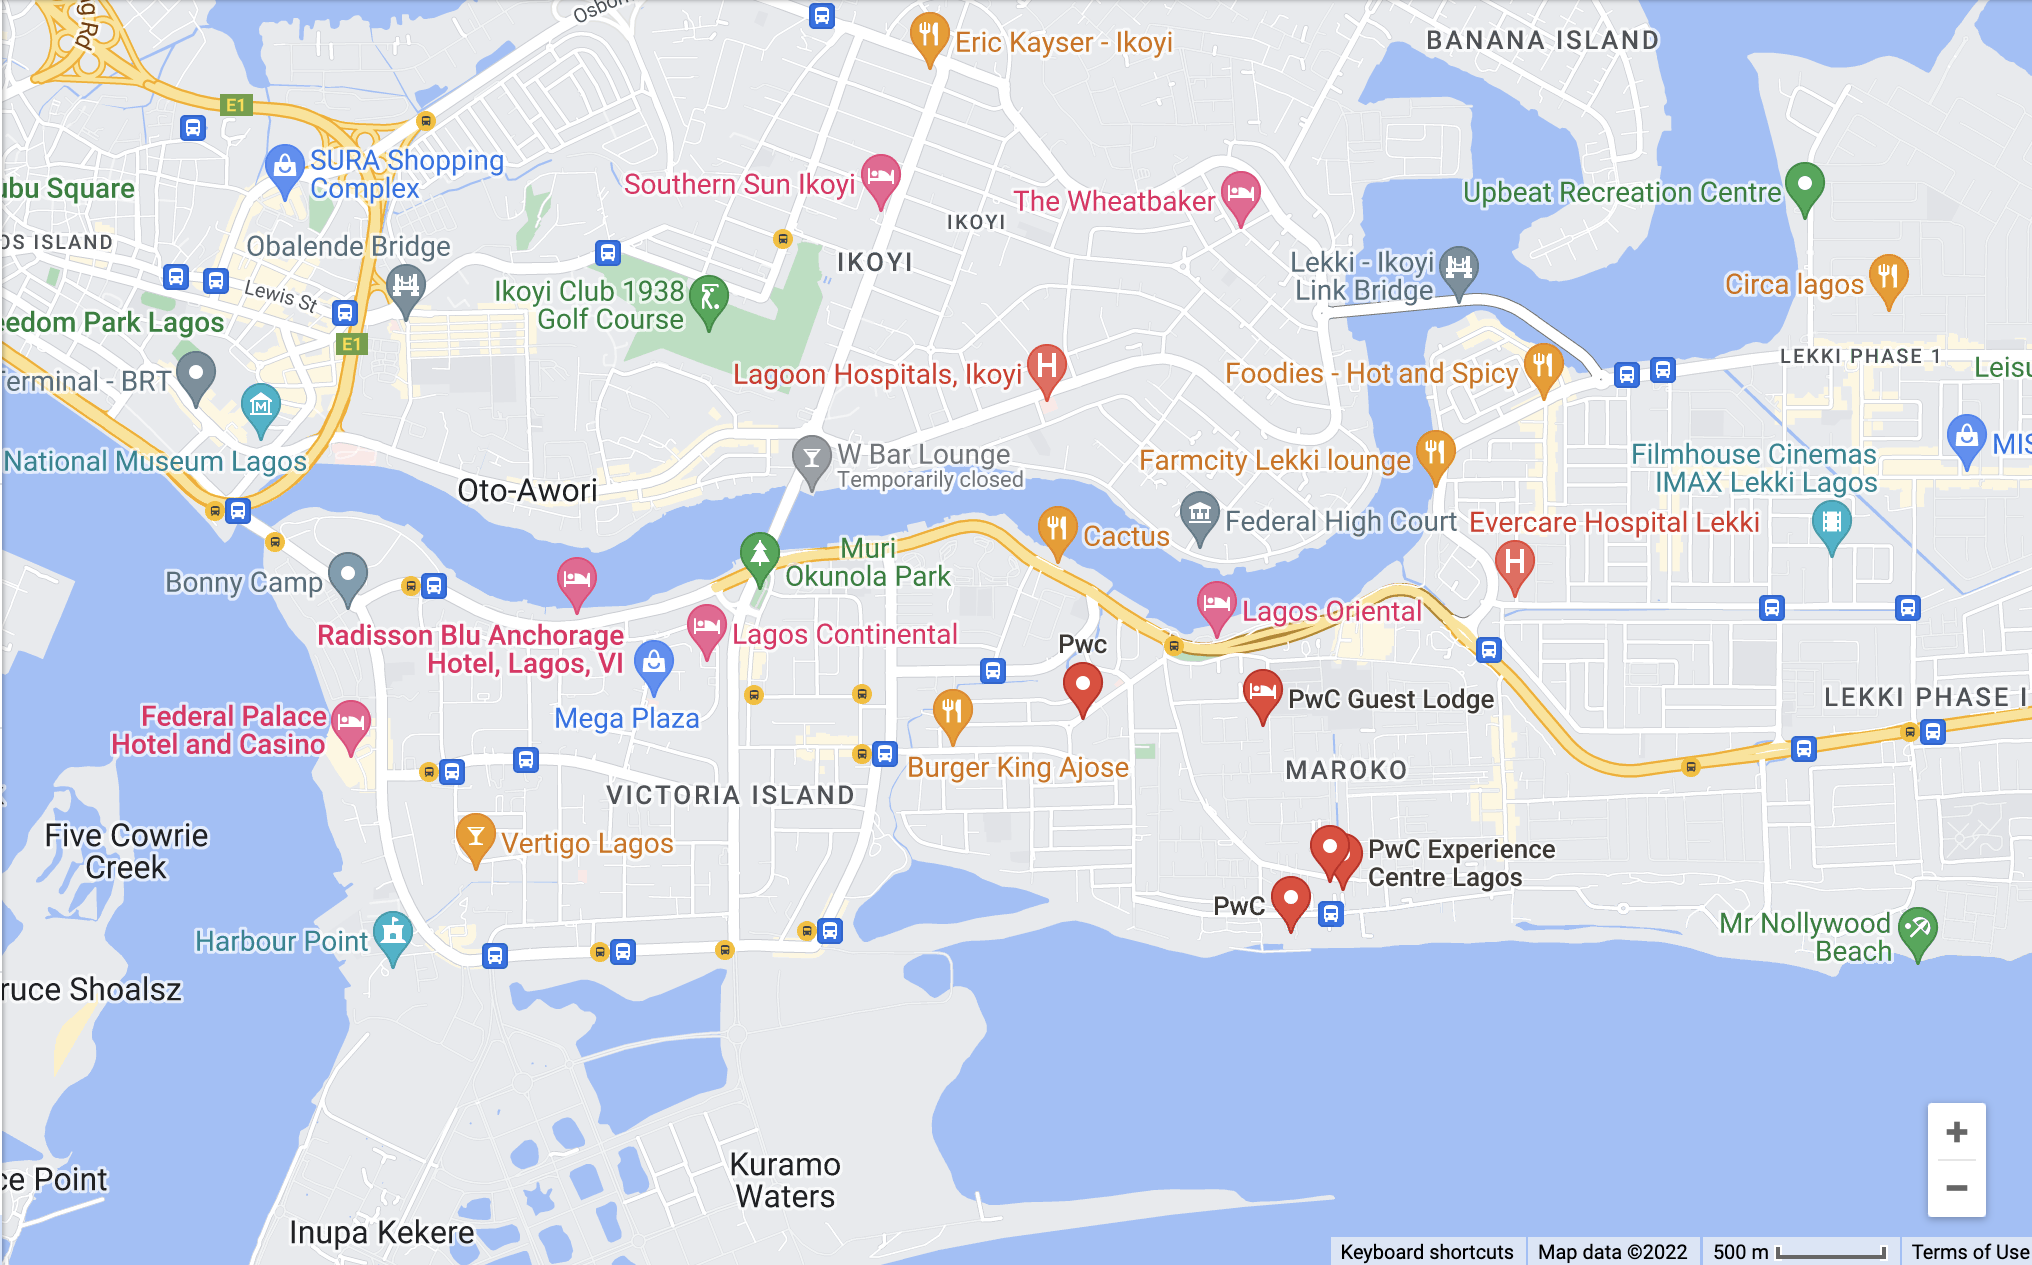 ng Rd
Osborn
Eric Kayser - Ikoyi
BANANA ISLAND
E1
SURA Shopping
Complex
ubu Square
Southern Sun Ikoyi
The Wheatbaker
IKOYI
Upbeat Recreation Centre
OS ISLAND
Obalende Bridge
IKOYI
Lekki - Ikoyi
Link Bridge
Circa lagos
Lewis St
Ikoyi Club 1938
Golf Course
eedom Park Lagos
E1
LEKKI PHASE 1
Leisu
Terminal - BRT
Lagoon Hospitals, Ikoyi
Foodies - Hot and Spicy
MIS
National Museum Lagos
W Bar Lounge
Temporarily closed
Farmcity Lekki lounge
Filmhouse Cinemas
IMAX Lekki Lagos
Oto-Awori
Cactus
Federal High Court
Evercare Hospital Lekki
Muri
Okunola Park
Bonny Camp
Lagos Oriental
Radisson Blu Anchorage
Hotel, Lagos, VI
Lagos Continental
Pwc
PwC Guest Lodge
LEKKI PHASE I
Federal Palace
Hotel and Casino
Mega Plaza
Burger King Ajose
MAROKO
VICTORIA ISLAND
Five Cowrie
Creek
Vertigo Lagos
PwC Experience
Centre Lagos
PwC
Harbour Point
Mr Nollywood
Beach
ruce Shoalsz
Kuramo
Waters
ce Point
Inupa Kekere
Keyboard shortcuts
Map data ©2022
500 m
Terms of Use